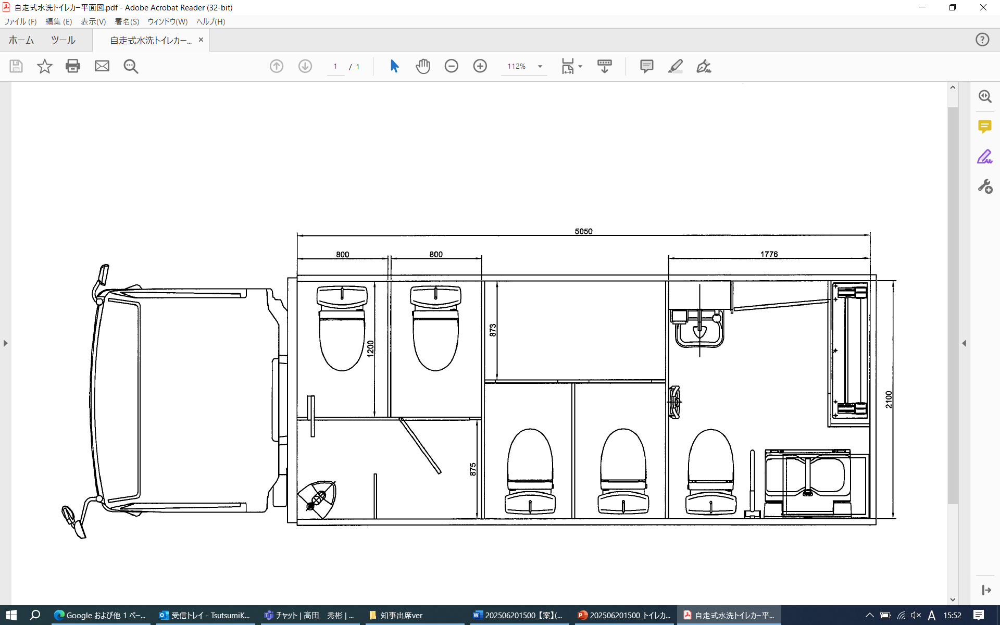 自走式水洗トイレカー平面図.pdf - Adobe Acrobat Reader (32-bit)
ファイル(F) 編集(E) 表示(V) 署名(S) ウィンドウ(W) ヘルプ(H)
ホーム ツール 自走式水洗トイレカー... ×
1 / 1 112%
5050
800 800 1776
873
1200
2100
875
Google および他 1 ペー... 受信トレイ - TsutsumiK... チャット | 髙田 秀彬 | ... 知事出席ver 202506201500_【案】(... 202506201500_トイレカ... 自走式水洗トイレカー平... A 15:52